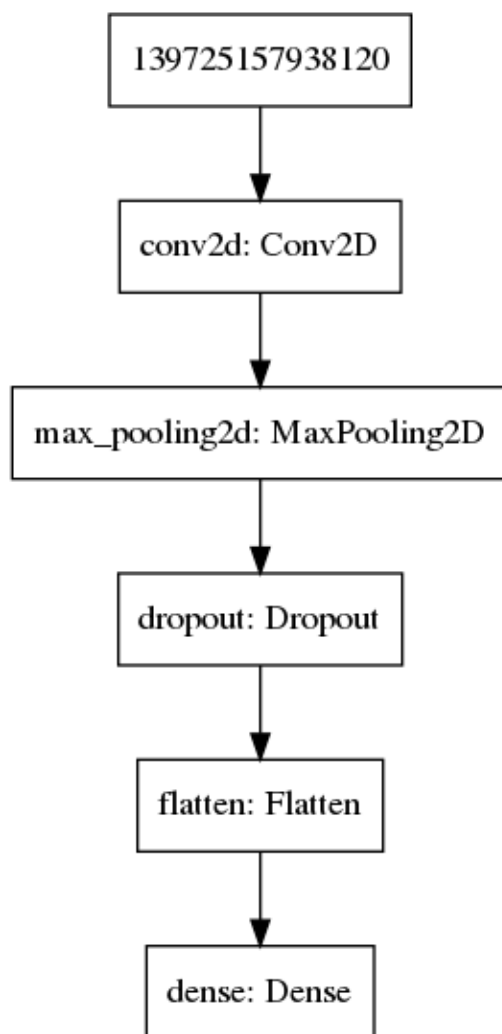 139725157938120
conv2d: Conv2D
max_pooling2d: MaxPooling2D
dropout: Dropout
flatten: Flatten
dense: Dense